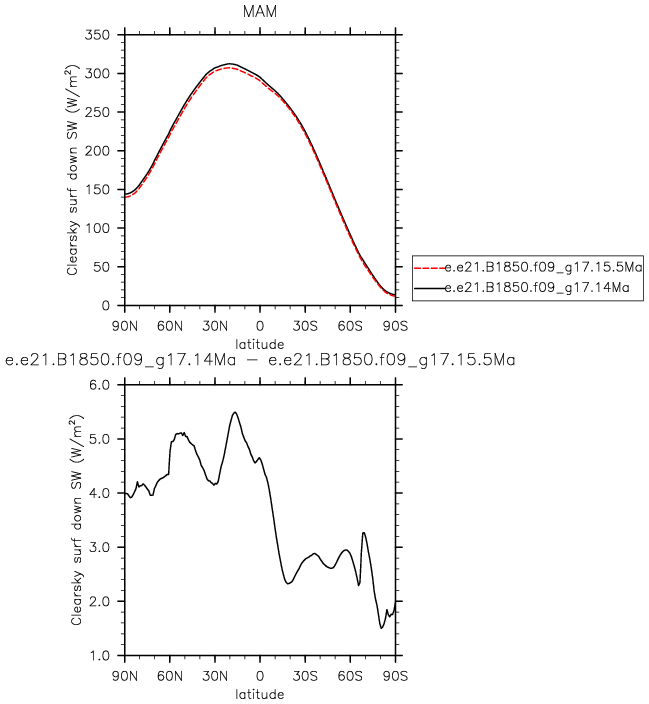 MAM
350
300
250
200
150
100
50
0
Clearsky surf down SW (W/m²)
90N 60N 30N 0 30S 60S 90S
latitude
e.e21.B1850.f09_g17.15.5Ma
e.e21.B1850.f09_g17.14Ma
e.e21.B1850.f09_g17.14Ma − e.e21.B1850.f09_g17.15.5Ma
6.0
5.0
4.0
3.0
2.0
1.0
Clearsky surf down SW (W/m²)
90N 60N 30N 0 30S 60S 90S
latitude